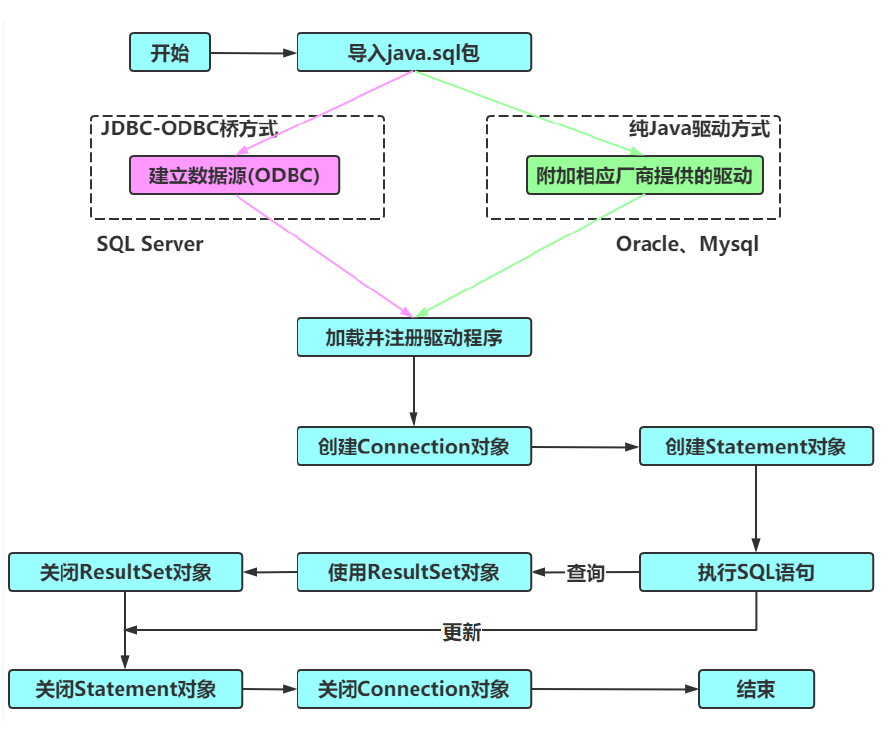 开始
导入java.sql包
JDBC-ODBC桥方式
纯Java驱动方式
建立数据源(ODBC)
附加相应厂商提供的驱动
SQL Server
Oracle、Mysql
加载并注册驱动程序
创建Connection对象
创建Statement对象
关闭ResultSet对象
使用ResultSet对象
查询
执行SQL语句
更新
关闭Statement对象
关闭Connection对象
结束